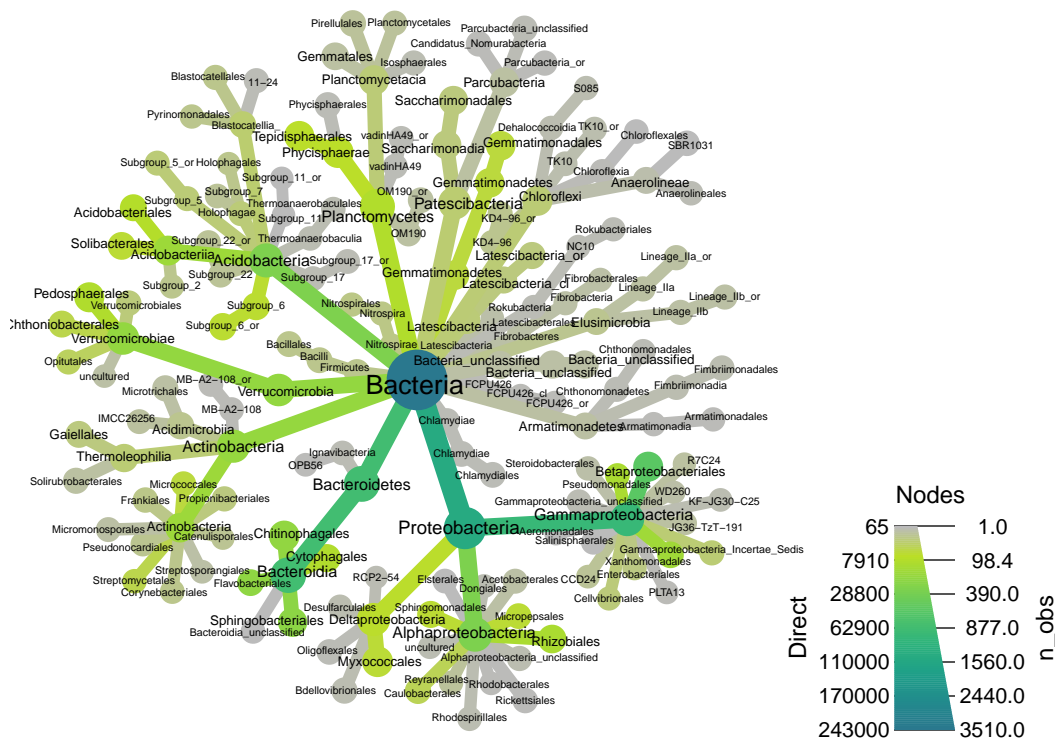 Pirellulales
Planctomycetales
Gemmatales
Isosphaerales
Planctomycetacia
Parcubacteria_unclassified
Candidatus_Nomurabacteria
Parcubacteria_or
Parcubacteria
Blastocatellales
11-24
Pyrinomonadales
Blastocatellia_
Phycisphaerales
Tepidisphaerales
Phycisphaerae
vadinHA49_or
vadinHA49
Saccharimonadales
Saccharimonadia
S085
Dehalococcoidia
TK10_or
Chloroflexales
SBR1031
Gemmatimonadales
TK10
Chloroflexia
Anaerolineae
Anaerolineales
Gemmatimonadetes
Chloroflexi
Patescibacteria
Subgroup_5_or
Holophagales
Subgroup_11_or
Subgroup_7
Subgroup_5
Thermoanaerobaculales
Holophagae
Subgroup_11
Acidobacteriales
Solibacterales
Subgroup_22_or
Thermoanaerobaculia
Acidobacteriia
Acidobacteria
Subgroup_17_or
Subgroup_22
Subgroup_17
Subgroup_2
Subgroup_6
Subgroup_6_or
OM190_or
Planctomycetes
OM190
KD4-96_or
KD4-96
Rokubacteriales
NC10
Latescibacteria_or
Gemmatimonadetes
Latescibacteria_cl
Fibrobacterales
Fibrobacteria
Lineage_IIa_or
Lineage_IIa
Lineage_IIb_or
Lineage_IIb
Rokubacteria
Latescibacterales
Elusimicrobia
Fibrobacteres
Latescibacteria
Latescibacteria
Pedosphaerales
Verrucomicrobiales
Chthoniobacterales
Verrucomicrobiae
Opitutales
uncultured
Verrucomicrobia
Nitrospirales
Nitrospira
Nitrospirae
Bacillales
Bacilli
Firmicutes
Bacteria
Bacteria_unclassified
Bacteria_unclassified
Bacteria_unclassified
FCPU426
FCPU426_cl
FCPU426_or
Chthonomonadales
Chthonomonadetes
Fimbriimonadales
Fimbriimonadia
Armatimonadales
Armatimonadia
Armatimonadetes
MB-A2-108_or
MB-A2-108
Microtrichales
IMCC26256
Acidimicrobiia
Gaiellales
Thermoleophilia
Solirubrobacterales
Actinobacteria
Micrococcales
Frankiales
Propionibacteriales
Actinobacteria
Micromonosporales
Catenulisporales
Pseudonocardiales
Streptosporangiales
Streptomycetales
Corynebacteriales
Chlamydiae
Chlamydiae
Chlamydiales
Ignavibacteria
OPB56
Bacteroidetes
Chitinophagales
Cytophagales
Bacteroidia
Flavobacteriales
Sphingobacteriales
Bacteroidia_unclassified
Proteobacteria
Steroidobacterales
R7C24
Betaproteobacteriales
Pseudomonadales
WD260
Gammaproteobacteria_unclassified
KF-JG30-C25
Gammaproteobacteria
Aeromonadales
JG36-TzT-191
Salinisphaerales
Gammaproteobacteria_Incertae_Sedis
Xanthomonadales
Enterobacteriales
CCD24
Cellvibrionales
PLTA13
RCP2-54
Desulfarculales
Deltaproteobacteria
Oligoflexales
Myxococcales
Bdellovibrionales
Elsterales
Acetobacterales
Dongiales
Sphingomonadales
Micropepsales
Alphaproteobacteria
Rhizobiales
uncultured
Alphaproteobacteria_unclassified
Reyranellales
Rhodobacterales
Caulobacterales
Rickettsiales
Rhodospirillales
Nodes
65 1.0
7910 98.4
28800 390.0
62900 877.0
110000 1560.0
170000 2440.0
243000 3510.0
Direct
n_obs